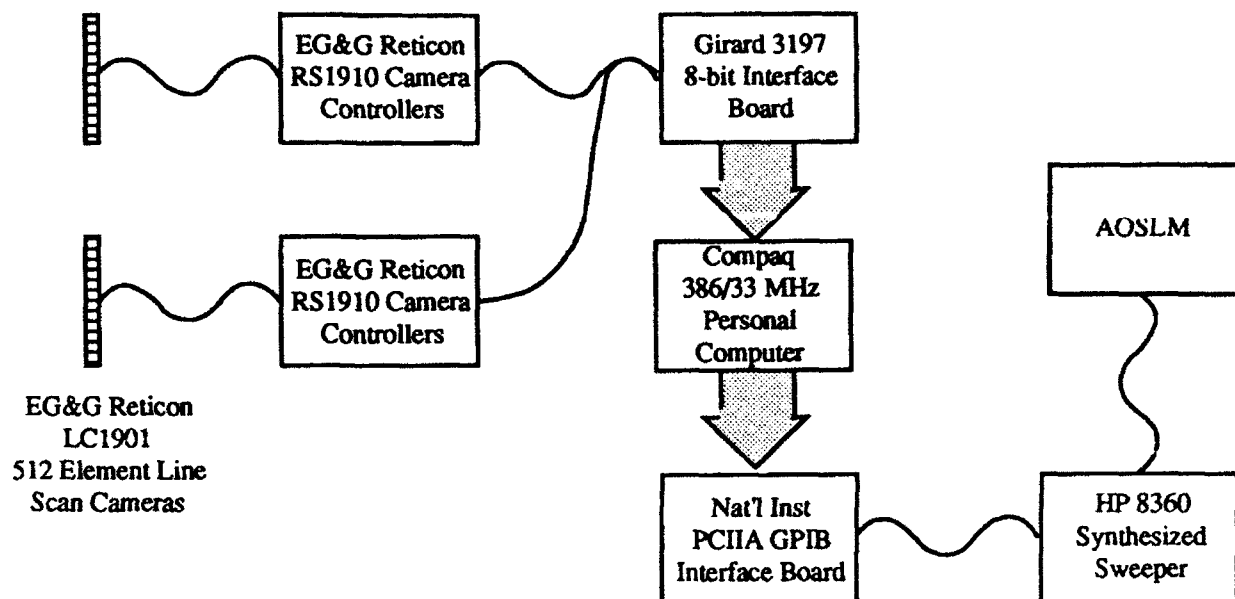 EG&G Reticon
RS1910 Camera
Controllers
Girard 3197
8-bit Interface
Board
EG&G Reticon
RS1910 Camera
Controllers
Compaq
386/33 MHz
Personal
Computer
AOSLM
EG&G Reticon
LC1901
512 Element Line
Scan Cameras
Nat'l Inst
PCIIA GPIB
Interface Board
HP 8360
Synthesized
Sweeper